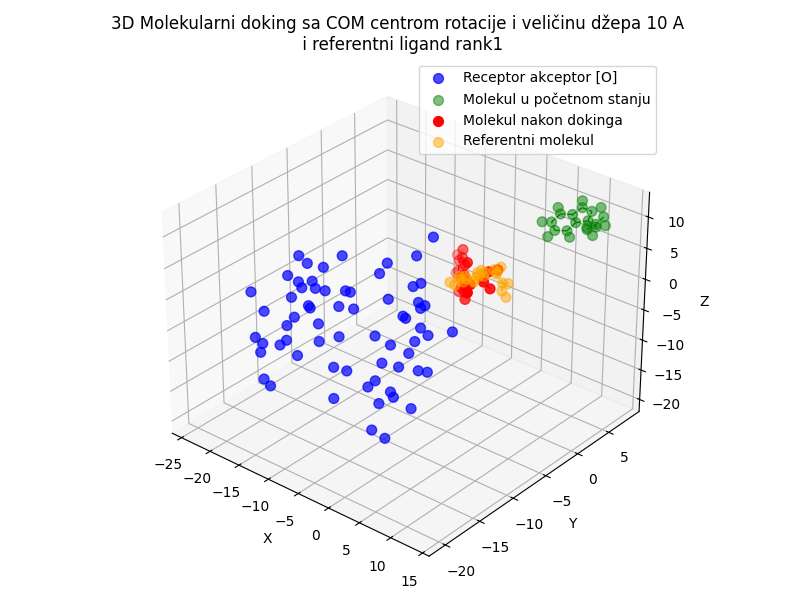 3D Molekularni doking sa COM centrom rotacije i veličinu džepa 10 A
i referentni ligand rank1
Receptor akceptor [O]
Molekul u početnom stanju
Molekul nakon dokinga
Referentni molekul
10
5
0
−5
−10
−15
−20
Z
−25
−20
−15
−10
−5
0
5
10
15
X
−20
−15
−10
−5
0
5
Y